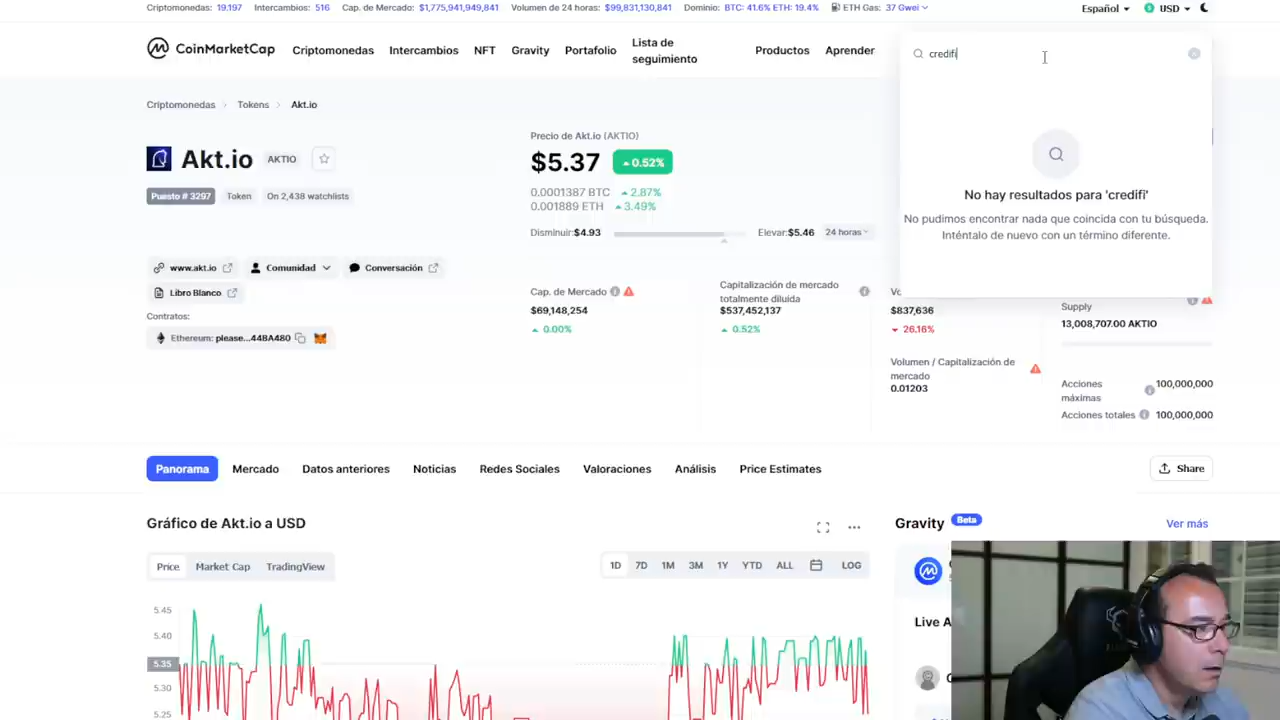 Criptomonedas: 19.197 Intercambios: 516 Cap. de Mercado: $1,775,941,949,841 Volumen de 24 horas: $99,831,130,841 Dominio: BTC: 41.6% ETH: 19.4% ETH Gas: 37 Gwei Español USD
CoinMarketCap Criptomonedas Intercambios NFT Gravity Portafolio Lista de seguimiento Productos Aprender
credifi
No hay resultados para 'credifi'
No pudimos encontrar nada que coincida con tu búsqueda.
Inténtalo de nuevo con un término diferente.
Criptomonedas Tokens Akt.io
Akt.io AKTIO
Puesto # 3297 Token On 2,438 watchlists
www.akt.io Comunidad Conversación
Libro Blanco
Contratos:
Ethereum: please...44BA480
Precio de Akt.io (AKTIO)
$5.37 0.52%
0.0001387 BTC 2.87%
0.001889 ETH 3.49%
Disminuir:$4.93 Elevar:$5.46 24 horas
Cap. de Mercado
$69,148,254
0.00%
Capitalización de mercado
totalmente diluida
$537,452,137
0.52%
$837,636
26.16%
Volumen / Capitalización de
mercado
0.01203
Supply
13,008,707.00 AKTIO
Acciones
máximas 100,000,000
Acciones totales 100,000,000
Panorama Mercado Datos anteriores Noticias Redes Sociales Valoraciones Análisis Price Estimates Share
Gráfico de Akt.io a USD
Price Market Cap TradingView 1D 7D 1M 3M 1Y YTD ALL LOG
5.45
5.40
5.35
5.30
5.25
Gravity Beta Ver más
Live A